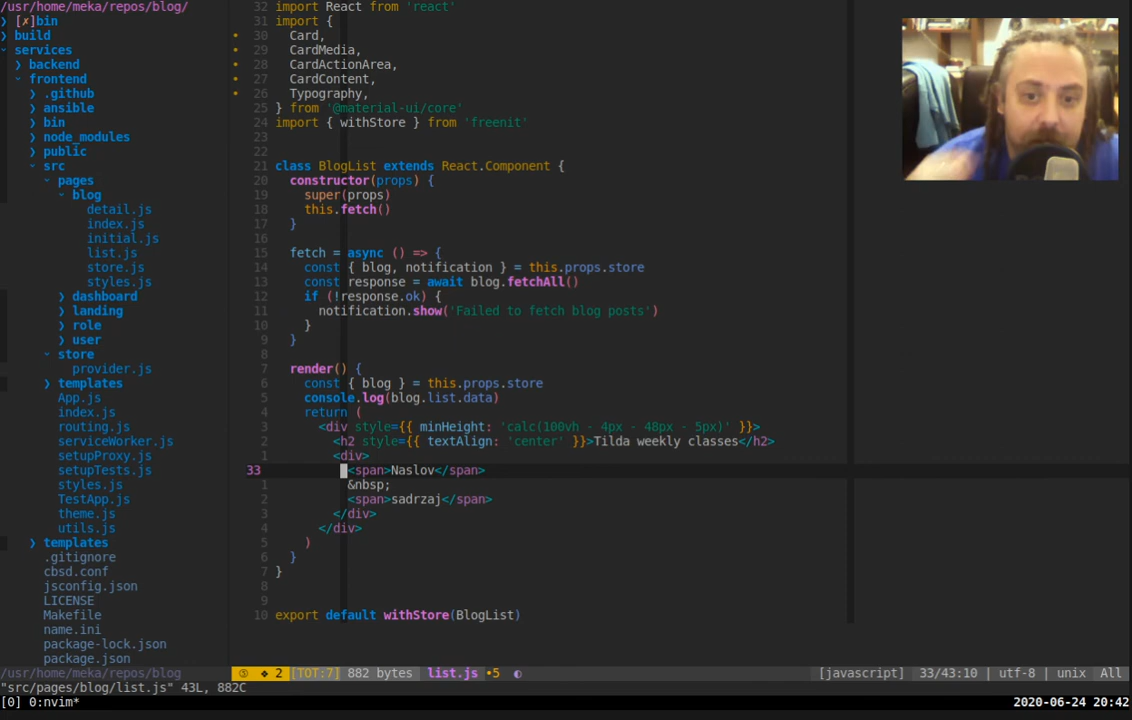 /usr/home/meka/repos/blog/
❯ [✗]bin
❯ build
⌄ services
❯ backend
⌄ frontend
❯ .github
❯ ansible
❯ bin
❯ node_modules
❯ public
⌄ src
⌄ pages
⌄ blog
detail.js
index.js
initial.js
list.js
store.js
styles.js
❯ dashboard
❯ landing
❯ role
❯ user
⌄ store
provider.js
❯ templates
App.js
index.js
routing.js
serviceWorker.js
setupProxy.js
setupTests.js
styles.js
TestApp.js
theme.js
utils.js
❯ templates
.gitignore
cbsd.conf
jsconfig.json
LICENSE
Makefile
name.ini
package-lock.json
package.json
/usr/home/meka/repos/blog
32 import React from 'react'
31 import {
• 30 Card,
• 29 CardMedia,
• 28 CardActionArea,
• 27 CardContent,
• 26 Typography,
25 } from '@material-ui/core'
24 import { withStore } from 'freenit'
23
22
21 class BlogList extends React.Component {
20 constructor(props) {
19 super(props)
18 this.fetch()
17 }
16
15 fetch = async () => {
14 const { blog, notification } = this.props.store
13 const response = await blog.fetchAll()
12 if (!response.ok) {
11 notification.show('Failed to fetch blog posts')
10 }
9 }
8
7 render() {
6 const { blog } = this.props.store
5 console.log(blog.list.data)
4 return (
3 <div style={{ minHeight: 'calc(100vh - 4px - 48px - 5px)' }}>
2 <h2 style={{ textAlign: 'center' }}>Tilda weekly classes</h2>
1 <div>
33 <span>Naslov</span>
1 &nbsp;
2 <span>sadrzaj</span>
3 </div>
4 </div>
5 )
6 }
7 }
8
9
10 export default withStore(BlogList)
⑤ ❖ 2 [TOT:7] 882 bytes list.js •5 ◐ [javascript] 33/43:10 | utf-8 | unix All
"src/pages/blog/list.js" 43L, 882C
[0] 0:nvim* 2020-06-24 20:42